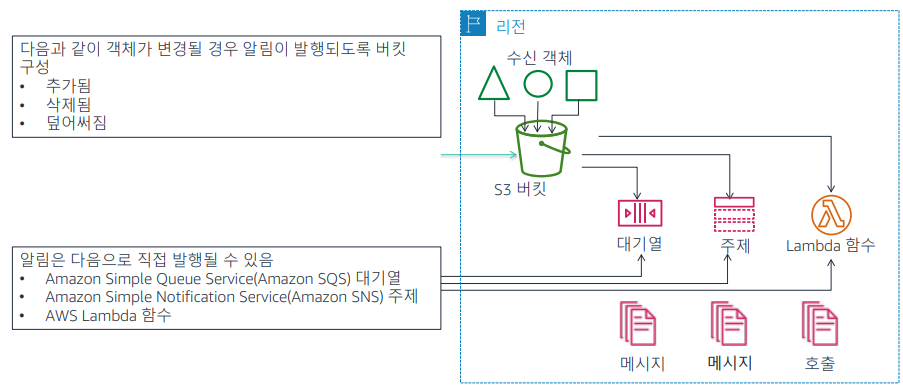 리전
다음과 같이 객체가 변경될 경우 알림이 발행되도록 버킷
구성
• 추가됨
• 삭제됨
• 덮어써짐
수신 객체
S3 버킷
대기열
주제
Lambda 함수
알림은 다음으로 직접 발행될 수 있음
• Amazon Simple Queue Service(Amazon SQS) 대기열
• Amazon Simple Notification Service(Amazon SNS) 주제
• AWS Lambda 함수
메시지
메시지
호출